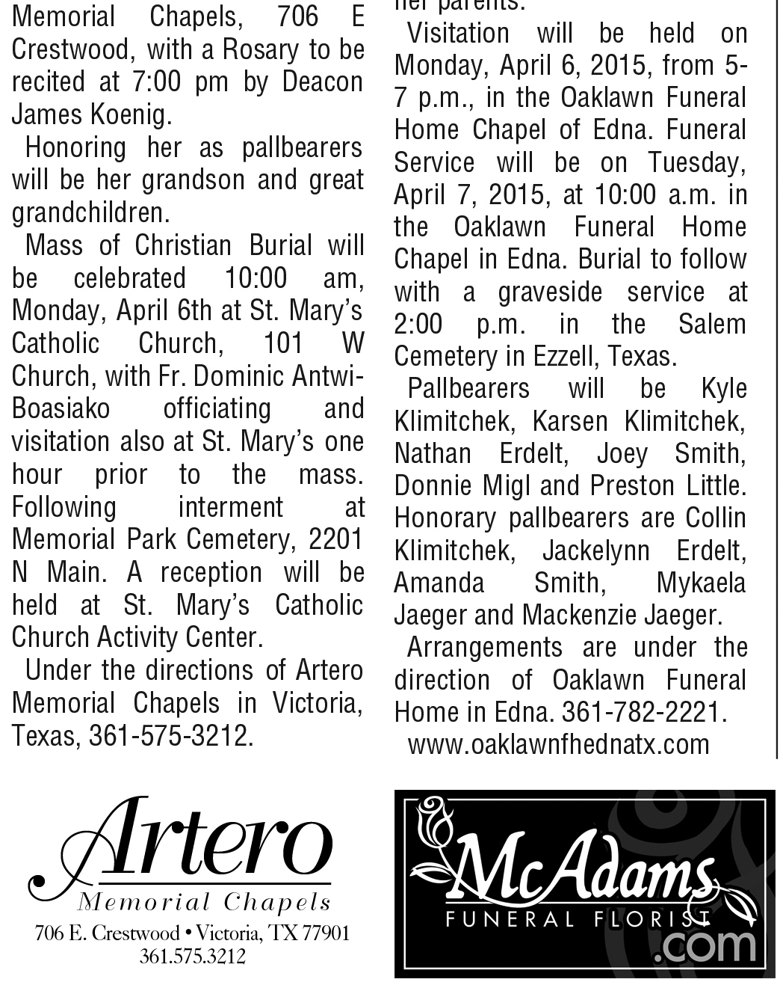 Memorial Chapels, 706 E
Crestwood, with a Rosary to be
recited at 7:00 pm by Deacon
James Koenig.
Honoring her as pallbearers
will be her grandson and great
grandchildren.
Mass of Christian Burial will
be celebrated 10:00 am,
Monday, April 6th at St. Mary’s
Catholic Church, 101 W
Church, with Fr. Dominic Antwi-
Boasiako officiating and
visitation also at St. Mary’s one
hour prior to the mass.
Following interment at
Memorial Park Cemetery, 2201
N Main. A reception will be
held at St. Mary’s Catholic
Church Activity Center.
Under the directions of Artero
Memorial Chapels in Victoria,
Texas, 361-575-3212.
Artero
Memorial Chapels
706 E. Crestwood • Victoria, TX 77901
361.575.3212
her parents.
Visitation will be held on
Monday, April 6, 2015, from 5-
7 p.m., in the Oaklawn Funeral
Home Chapel of Edna. Funeral
Service will be on Tuesday,
April 7, 2015, at 10:00 a.m. in
the Oaklawn Funeral Home
Chapel in Edna. Burial to follow
with a graveside service at
2:00 p.m. in the Salem
Cemetery in Ezzell, Texas.
Pallbearers will be Kyle
Klimitchek, Karsen Klimitchek,
Nathan Erdelt, Joey Smith,
Donnie Migl and Preston Little.
Honorary pallbearers are Collin
Klimitchek, Jackelynn Erdelt,
Amanda Smith, Mykaela
Jaeger and Mackenzie Jaeger.
Arrangements are under the
direction of Oaklawn Funeral
Home in Edna. 361-782-2221.
www.oaklawnfhednatx.com
McAdams
FUNERAL FLORIST
.com